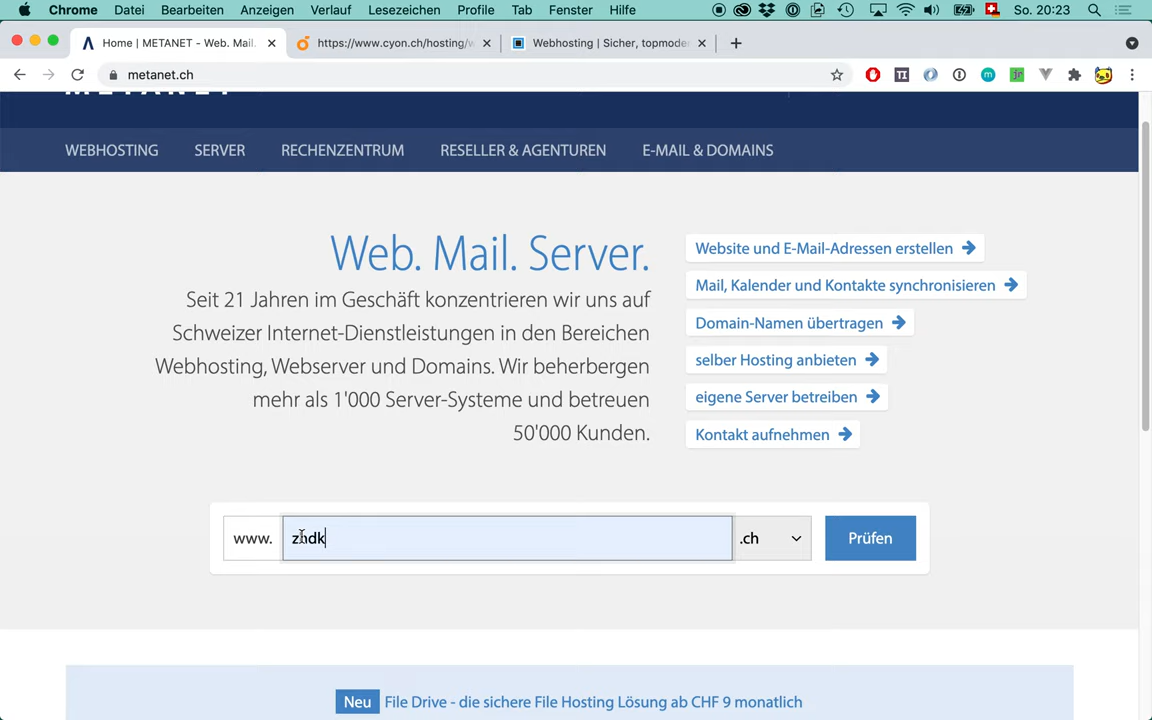 Chrome Datei Bearbeiten Anzeigen Verlauf Lesezeichen Profile Tab Fenster Hilfe So. 20:23
Home | METANET - Web. Mail. https://www.cyon.ch/hosting/w Webhosting | Sicher, topmoder
metanet.ch
METANET
WEBHOSTING SERVER RECHENZENTRUM RESELLER & AGENTUREN E-MAIL & DOMAINS
Web. Mail. Server.
Seit 21 Jahren im Geschäft konzentrieren wir uns auf
Schweizer Internet-Dienstleistungen in den Bereichen
Webhosting, Webserver und Domains. Wir beherbergen
mehr als 1'000 Server-Systeme und betreuen
50'000 Kunden.
Website und E-Mail-Adressen erstellen
Mail, Kalender und Kontakte synchronisieren
Domain-Namen übertragen
selber Hosting anbieten
eigene Server betreiben
Kontakt aufnehmen
www. zhdk .ch Prüfen
Neu File Drive - die sichere File Hosting Lösung ab CHF 9 monatlich